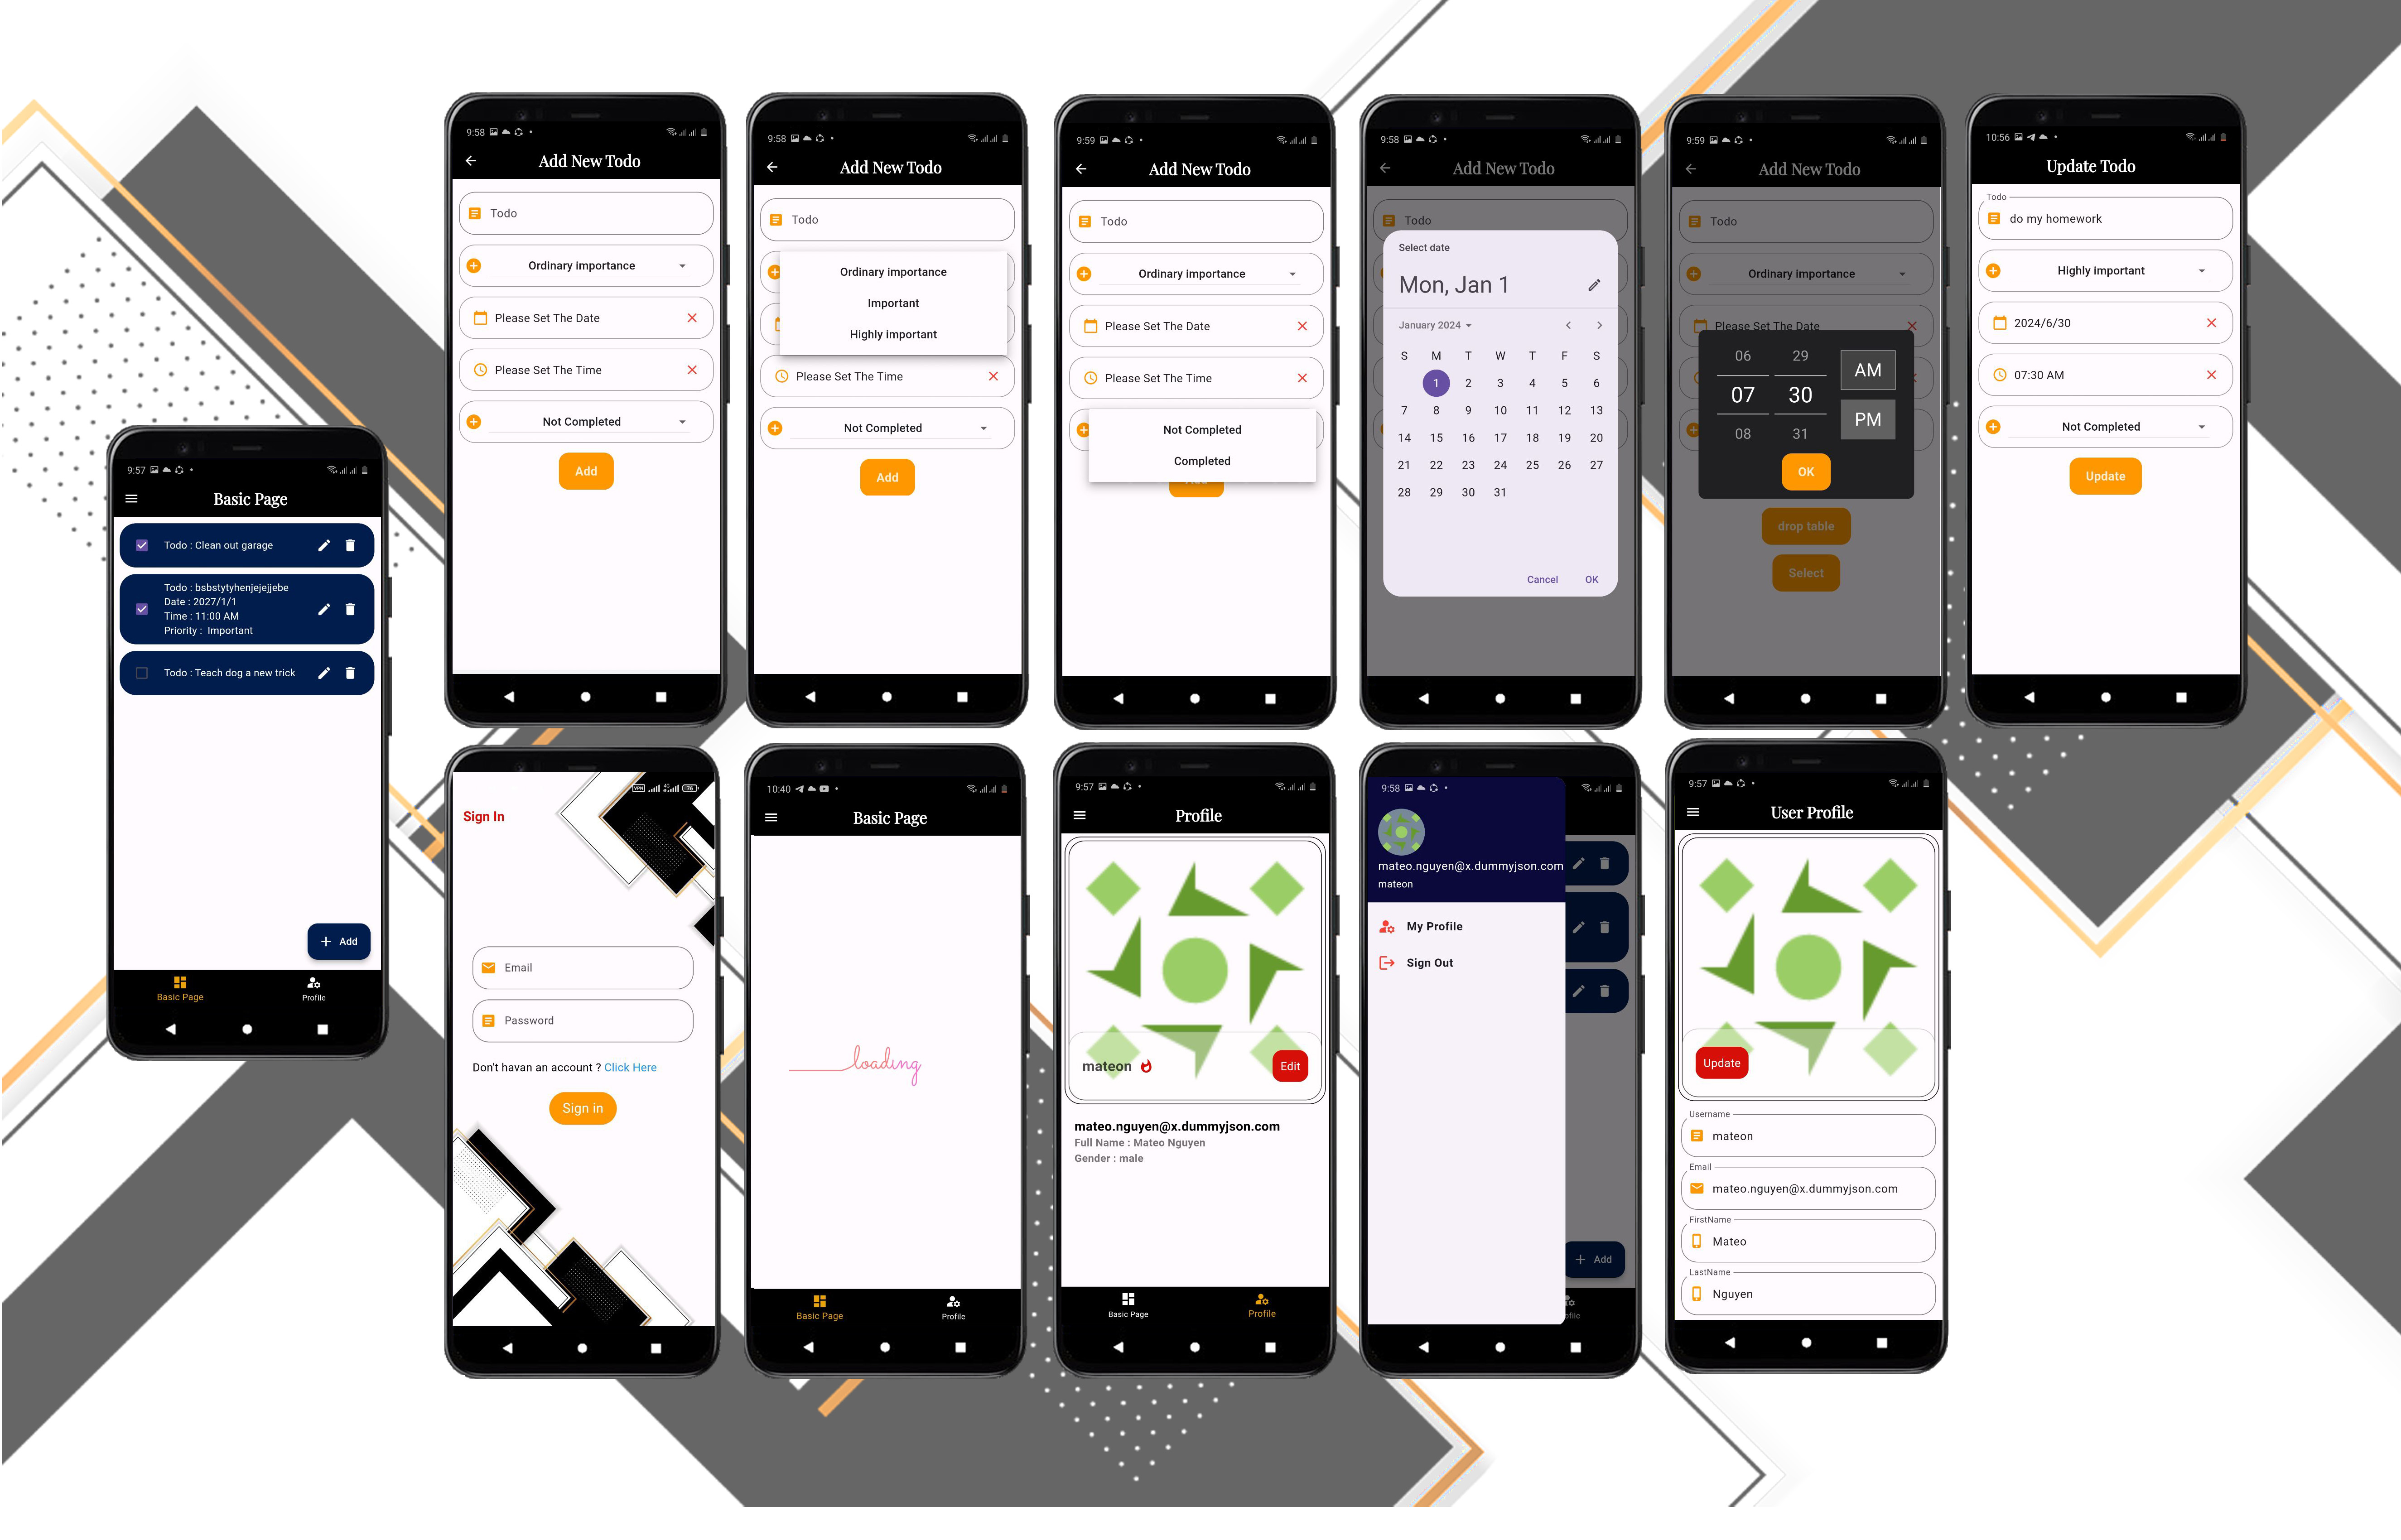 9:57
Basic Page
Todo : Clean out garage
Todo : bsbstytyhenjejejjebe
Date : 2027/1/1
Time : 11:00 AM
Priority : Important
Todo : Teach dog a new trick
+ Add
Basic Page
Profile
9:58
Add New Todo
Todo
Ordinary importance
Please Set The Date
Please Set The Time
Not Completed
Add
9:58
Add New Todo
Todo
Ordinary importance
Important
Highly important
Please Set The Time
Not Completed
Add
9:59
Add New Todo
Todo
Ordinary importance
Please Set The Date
Please Set The Time
Not Completed
Completed
9:58
Add New Todo
Todo
Select date
Mon, Jan 1
January 2024
S M T W T F S
1 2 3 4 5 6
7 8 9 10 11 12 13
14 15 16 17 18 19 20
21 22 23 24 25 26 27
28 29 30 31
Cancel OK
9:59
Add New Todo
Todo
Ordinary importance
Please Set The Date
06 29
07 30
08 31
AM
PM
OK
drop table
Select
10:56
Update Todo
Todo
do my homework
Highly important
2024/6/30
07:30 AM
Not Completed
Update
VPN
Sign In
Email
Password
Don't havan an account ? Click Here
Sign in
10:40
Basic Page
loading
Basic Page
Profile
9:57
Profile
mateon
Edit
mateo.nguyen@x.dummyjson.com
Full Name : Mateo Nguyen
Gender : male
Basic Page
Profile
9:58
mateo.nguyen@x.dummyjson.com
mateon
My Profile
Sign Out
+ Add
ofile
9:57
User Profile
Update
Username
mateon
Email
mateo.nguyen@x.dummyjson.com
FirstName
Mateo
LastName
Nguyen